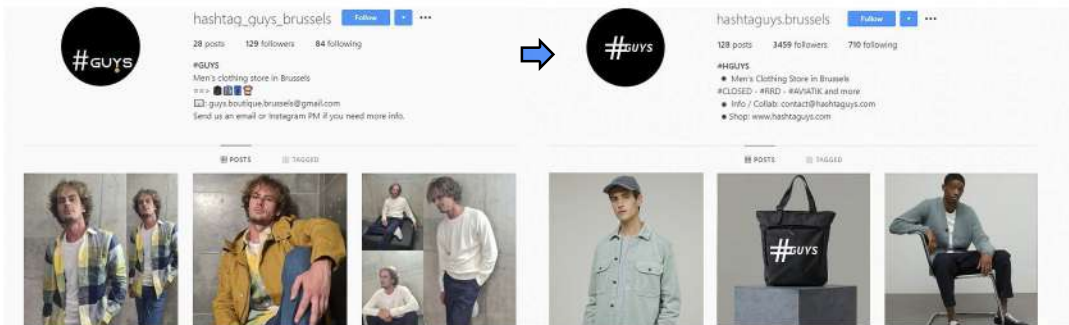 hashtag_guys_brussels Follow
28 posts 129 followers 84 following
#GUYS
Men's clothing store in Brussels
==>
: guys.boutique.brussels@gmail.com
Send us an email or Instagram PM if you need more info.
POSTS TAGGED
#GUYS
hashtaguys.brussels Follow
128 posts 3459 followers 710 following
#HGUYS
Men's Clothing Store in Brussels
#CLOSED - #RRD - #AVIATIK and more
Info / Collab: contact@hashtaguys.com
Shop: www.hashtaguys.com
POSTS TAGGED
#GUYS
#GUYS